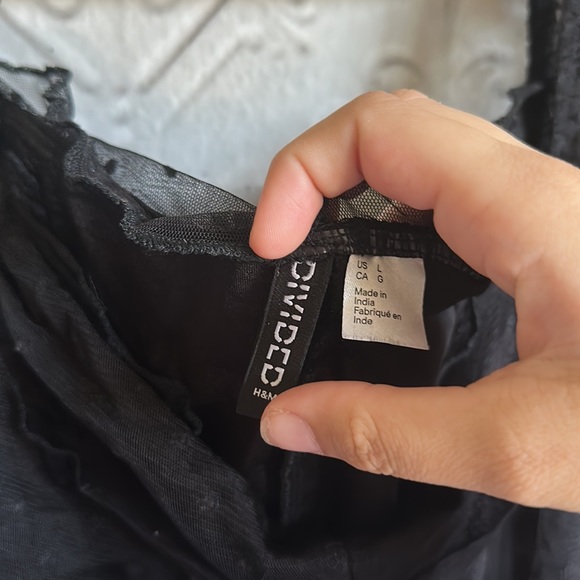 DIVIDED
H&M
US L
CA G
Made in
India
Fabriqué en
Inde